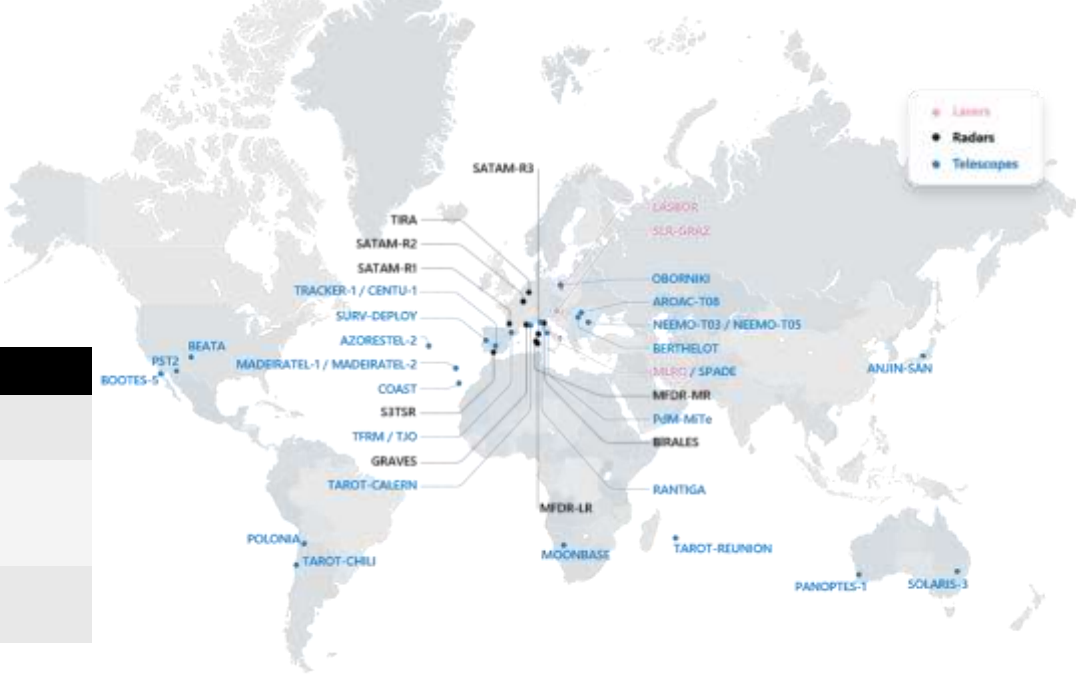 Lasers
Radars
Telescopes
SATAM-R3
TIRA
SATAM-R2
SATAM-R1
TRACKER-1 / CENTU-1
SURV-DEPLOY
AZORESTEL-2
MADEIRATEL-1 / MADEIRATEL-2
COAST
S3TSR
TFRM / TJO
GRAVES
TAROT-CALERN
LASBOR
SLR-GRAZ
OBORNIKI
AROAC-T08
NEEMO-T03 / NEEMO-T05
BERTHELOT
MLRO / SPADE
MFDR-MR
PdM-MiTe
BIRALES
RANTIGA
MFDR-LR
BEATA
PST2
BOOTES-5
ANJIN-SAN
POLONIA
TAROT-CHILI
MOONBASE
TAROT-REUNION
PANOPTES-1
SOLARIS-3